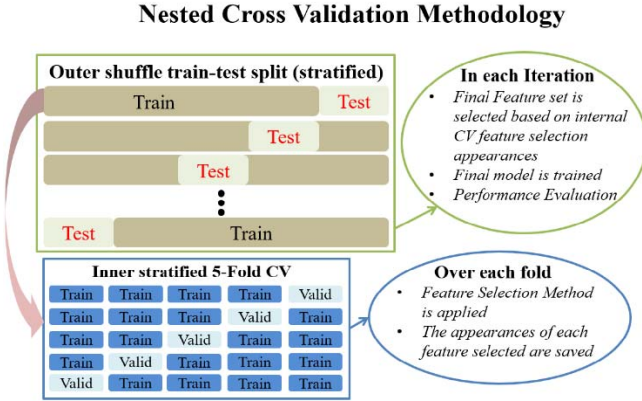 Nested Cross Validation Methodology
Outer shuffle train-test split (stratified)
Train Test
Test
Test
Test Train
In each Iteration
• Final Feature set is
selected based on internal
CV feature selection
appearances
• Final model is trained
• Performance Evaluation
Inner stratified 5-Fold CV
Train Train Train Train Valid
Train Train Train Valid Train
Train Train Valid Train Train
Train Valid Train Train Train
Valid Train Train Train Train
Over each fold
• Feature Selection Method
is applied
• The appearances of each
feature selected are saved